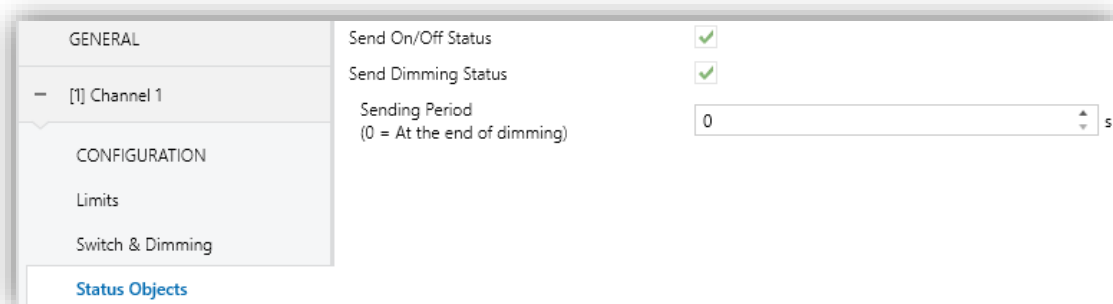 GENERAL
[1] Channel 1
CONFIGURATION
Limits
Switch & Dimming
Status Objects
Send On/Off Status
Send Dimming Status
Sending Period
(0 = At the end of dimming)
0 s